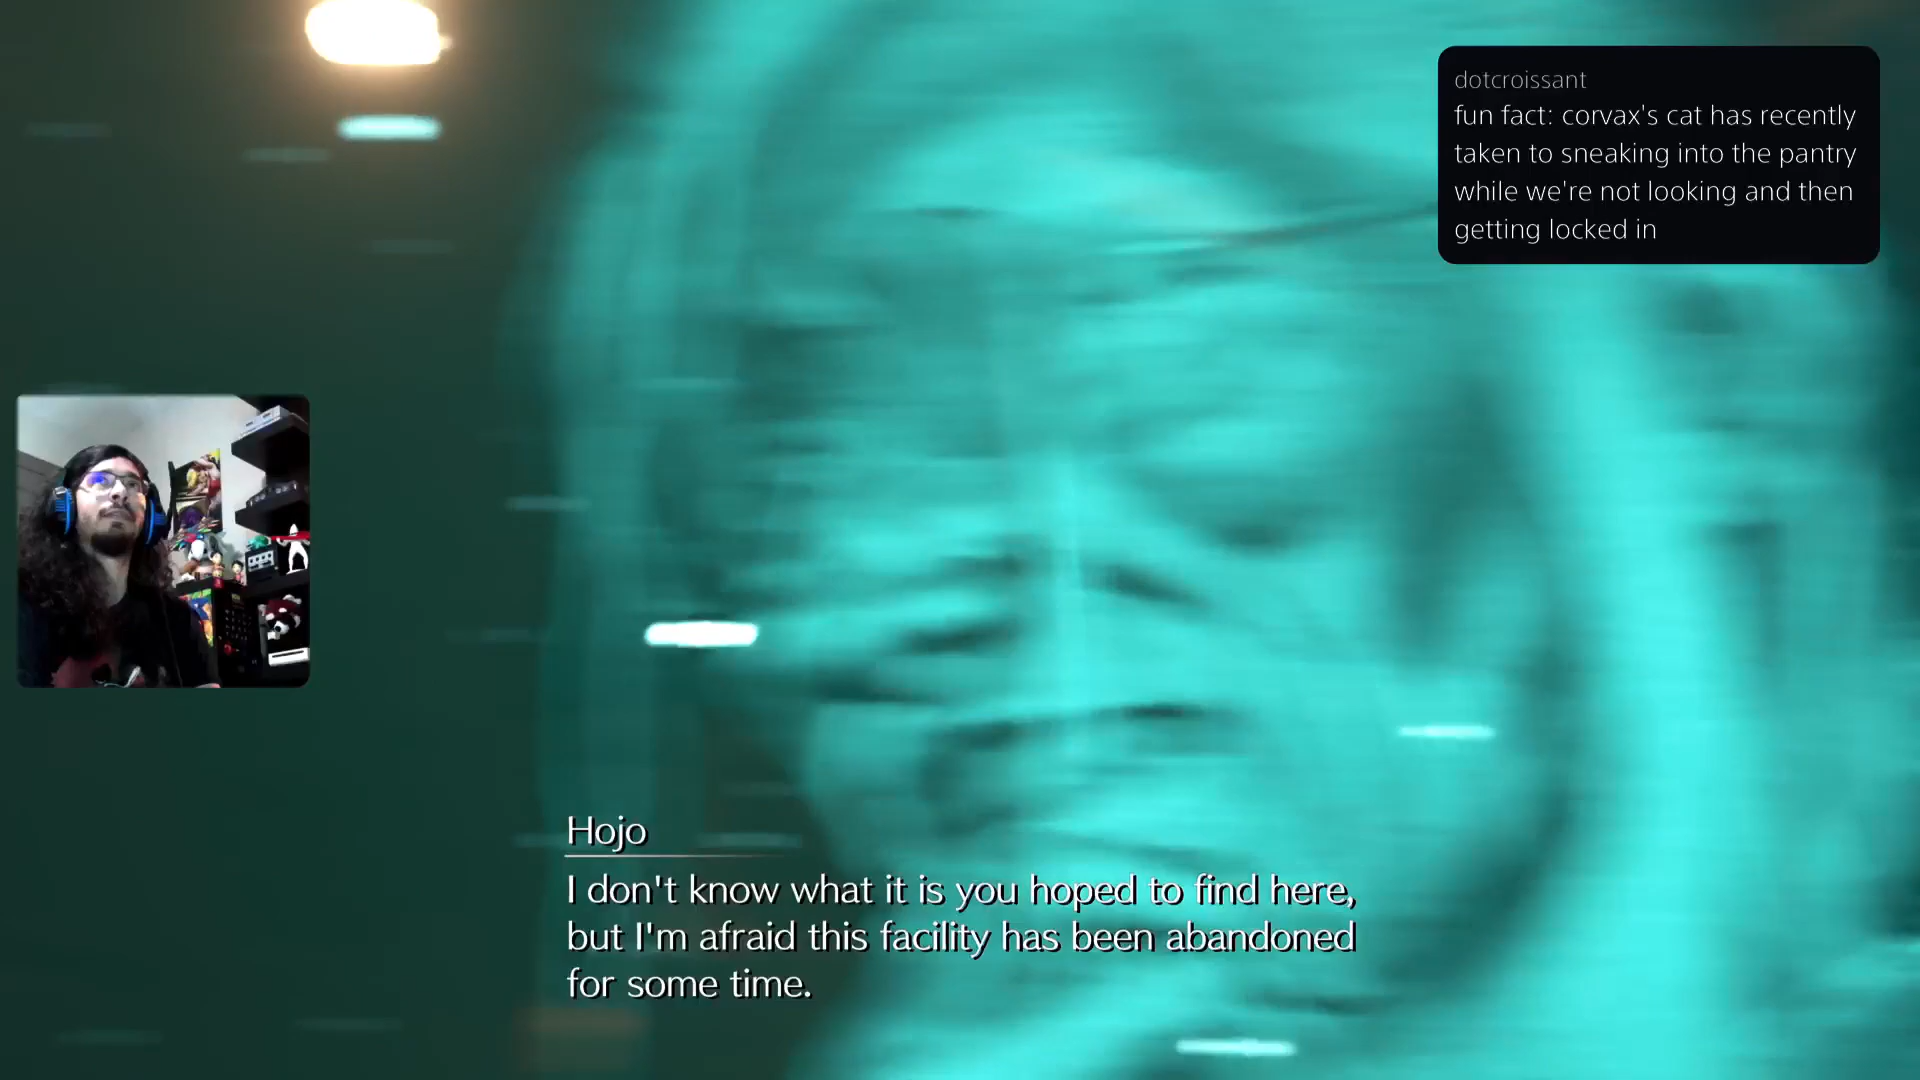 dotcroissant
fun fact: corvax's cat has recently
taken to sneaking into the pantry
while we're not looking and then
getting locked in
Hojo
I don't know what it is you hoped to find here,
but I'm afraid this facility has been abandoned
for some time.